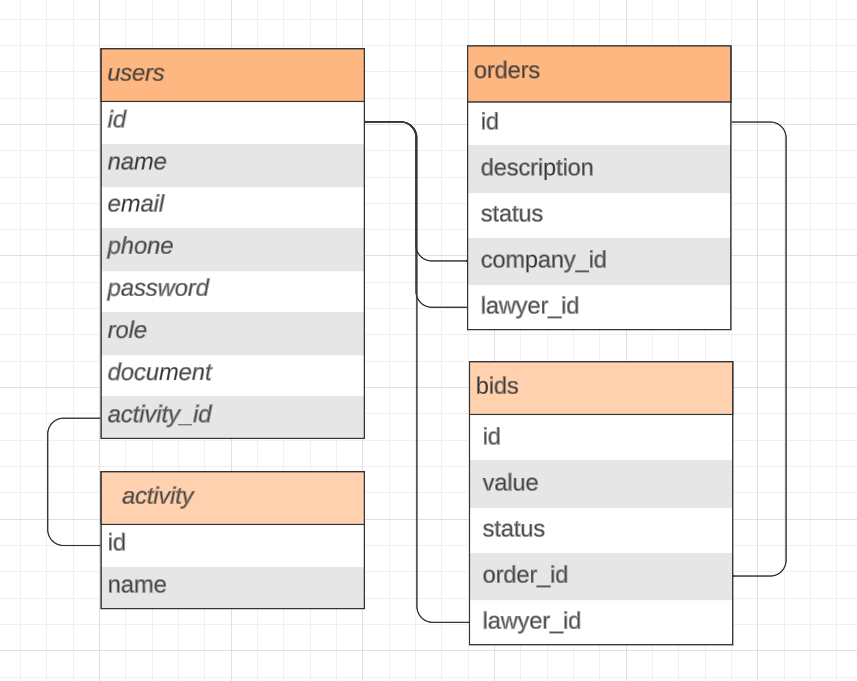 users
id
name
email
phone
password
role
document
activity_id
activity
id
name
orders
id
description
status
company_id
lawyer_id
bids
id
value
status
order_id
lawyer_id